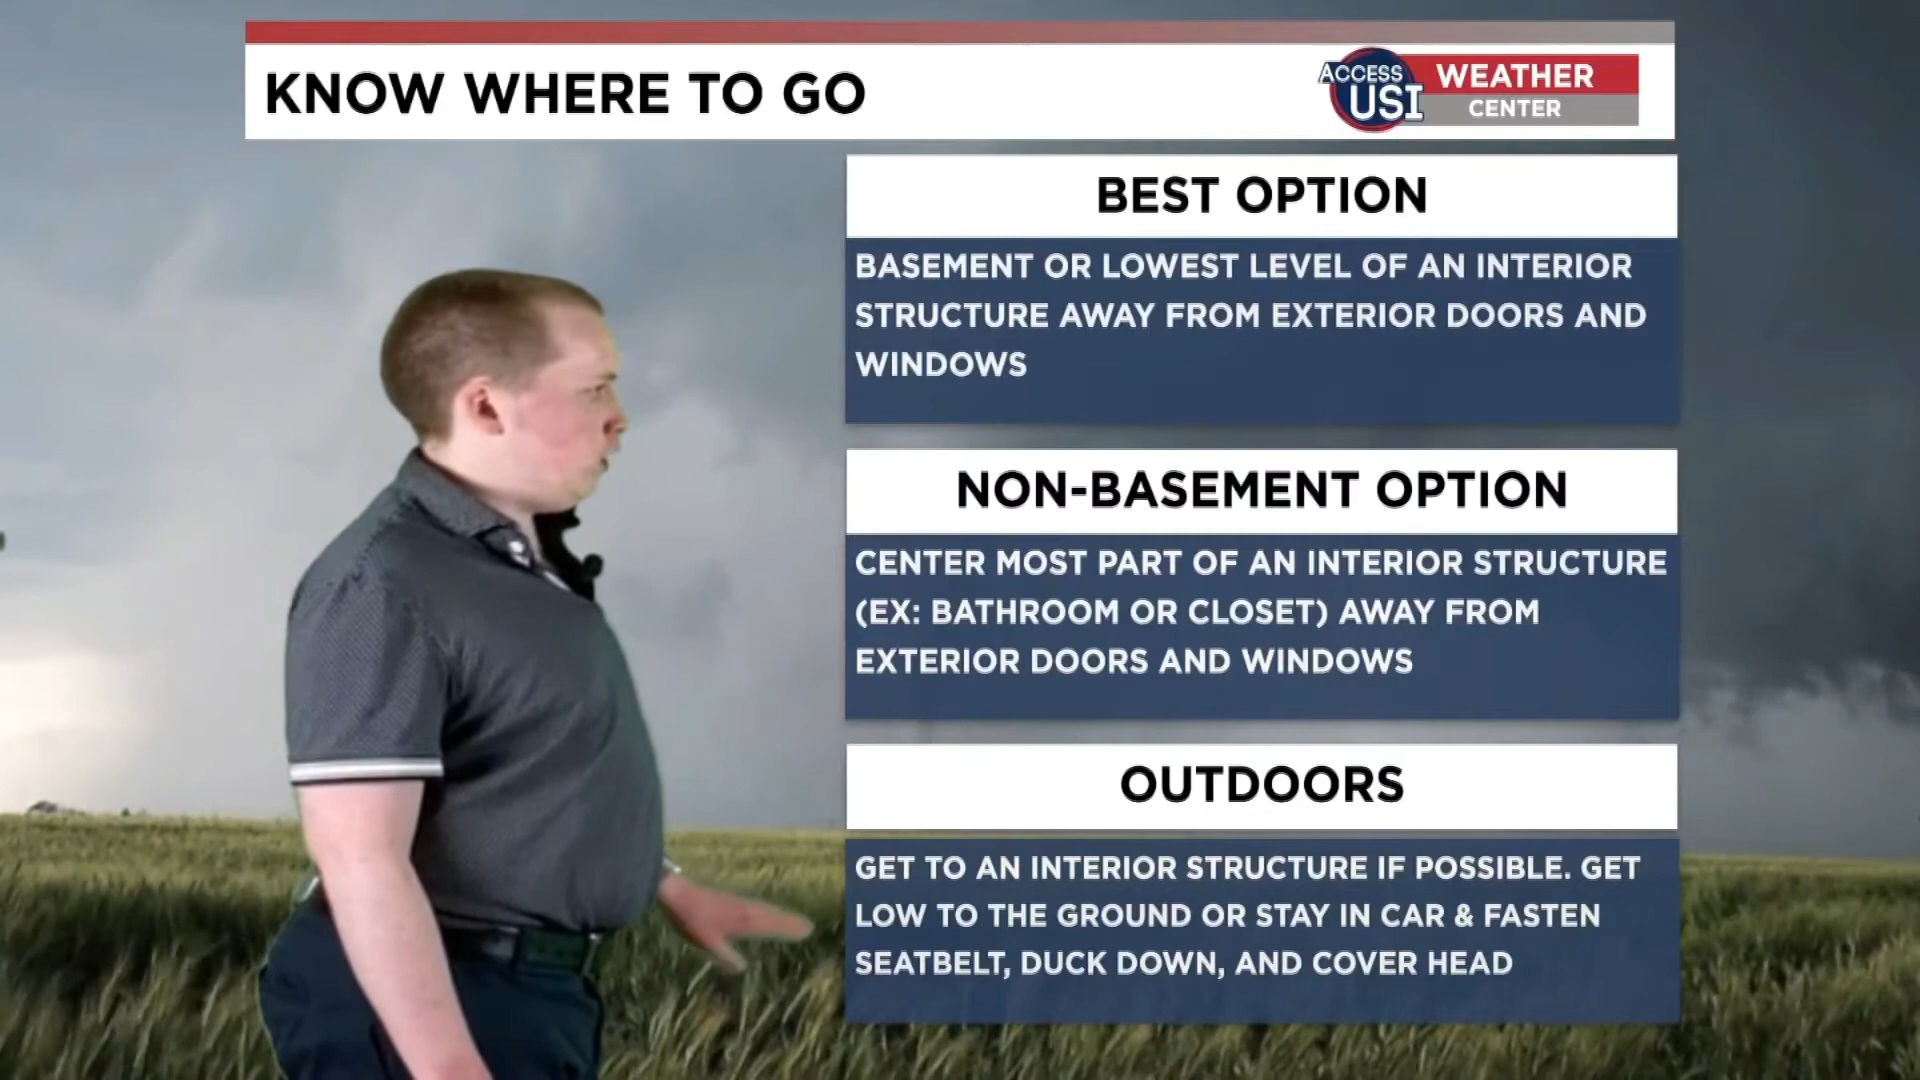 KNOW WHERE TO GO
ACCESS
USI
WEATHER
CENTER
BEST OPTION
BASEMENT OR LOWEST LEVEL OF AN INTERIOR
STRUCTURE AWAY FROM EXTERIOR DOORS AND
WINDOWS
NON-BASEMENT OPTION
CENTER MOST PART OF AN INTERIOR STRUCTURE
(EX: BATHROOM OR CLOSET) AWAY FROM
EXTERIOR DOORS AND WINDOWS
OUTDOORS
GET TO AN INTERIOR STRUCTURE IF POSSIBLE. GET
LOW TO THE GROUND OR STAY IN CAR & FASTEN
SEATBELT, DUCK DOWN, AND COVER HEAD